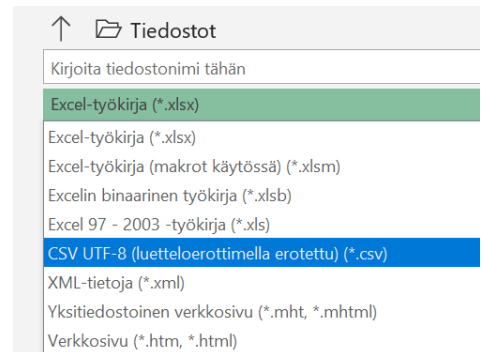 Tiedostot
Kirjoita tiedostonimi tähän
Excel-työkirja (*.xlsx)
Excel-työkirja (*.xlsx)
Excel-työkirja (makrot käytössä) (*.xlsm)
Excelin binaarinen työkirja (*.xlsb)
Excel 97 - 2003 -työkirja (*.xls)
CSV UTF-8 (luetteloerottimella erotettu) (*.csv)
XML-tietoja (*.xml)
Yksitiedostoinen verkkosivu (*.mht, *.mhtml)
Verkkosivu (*.htm, *.html)